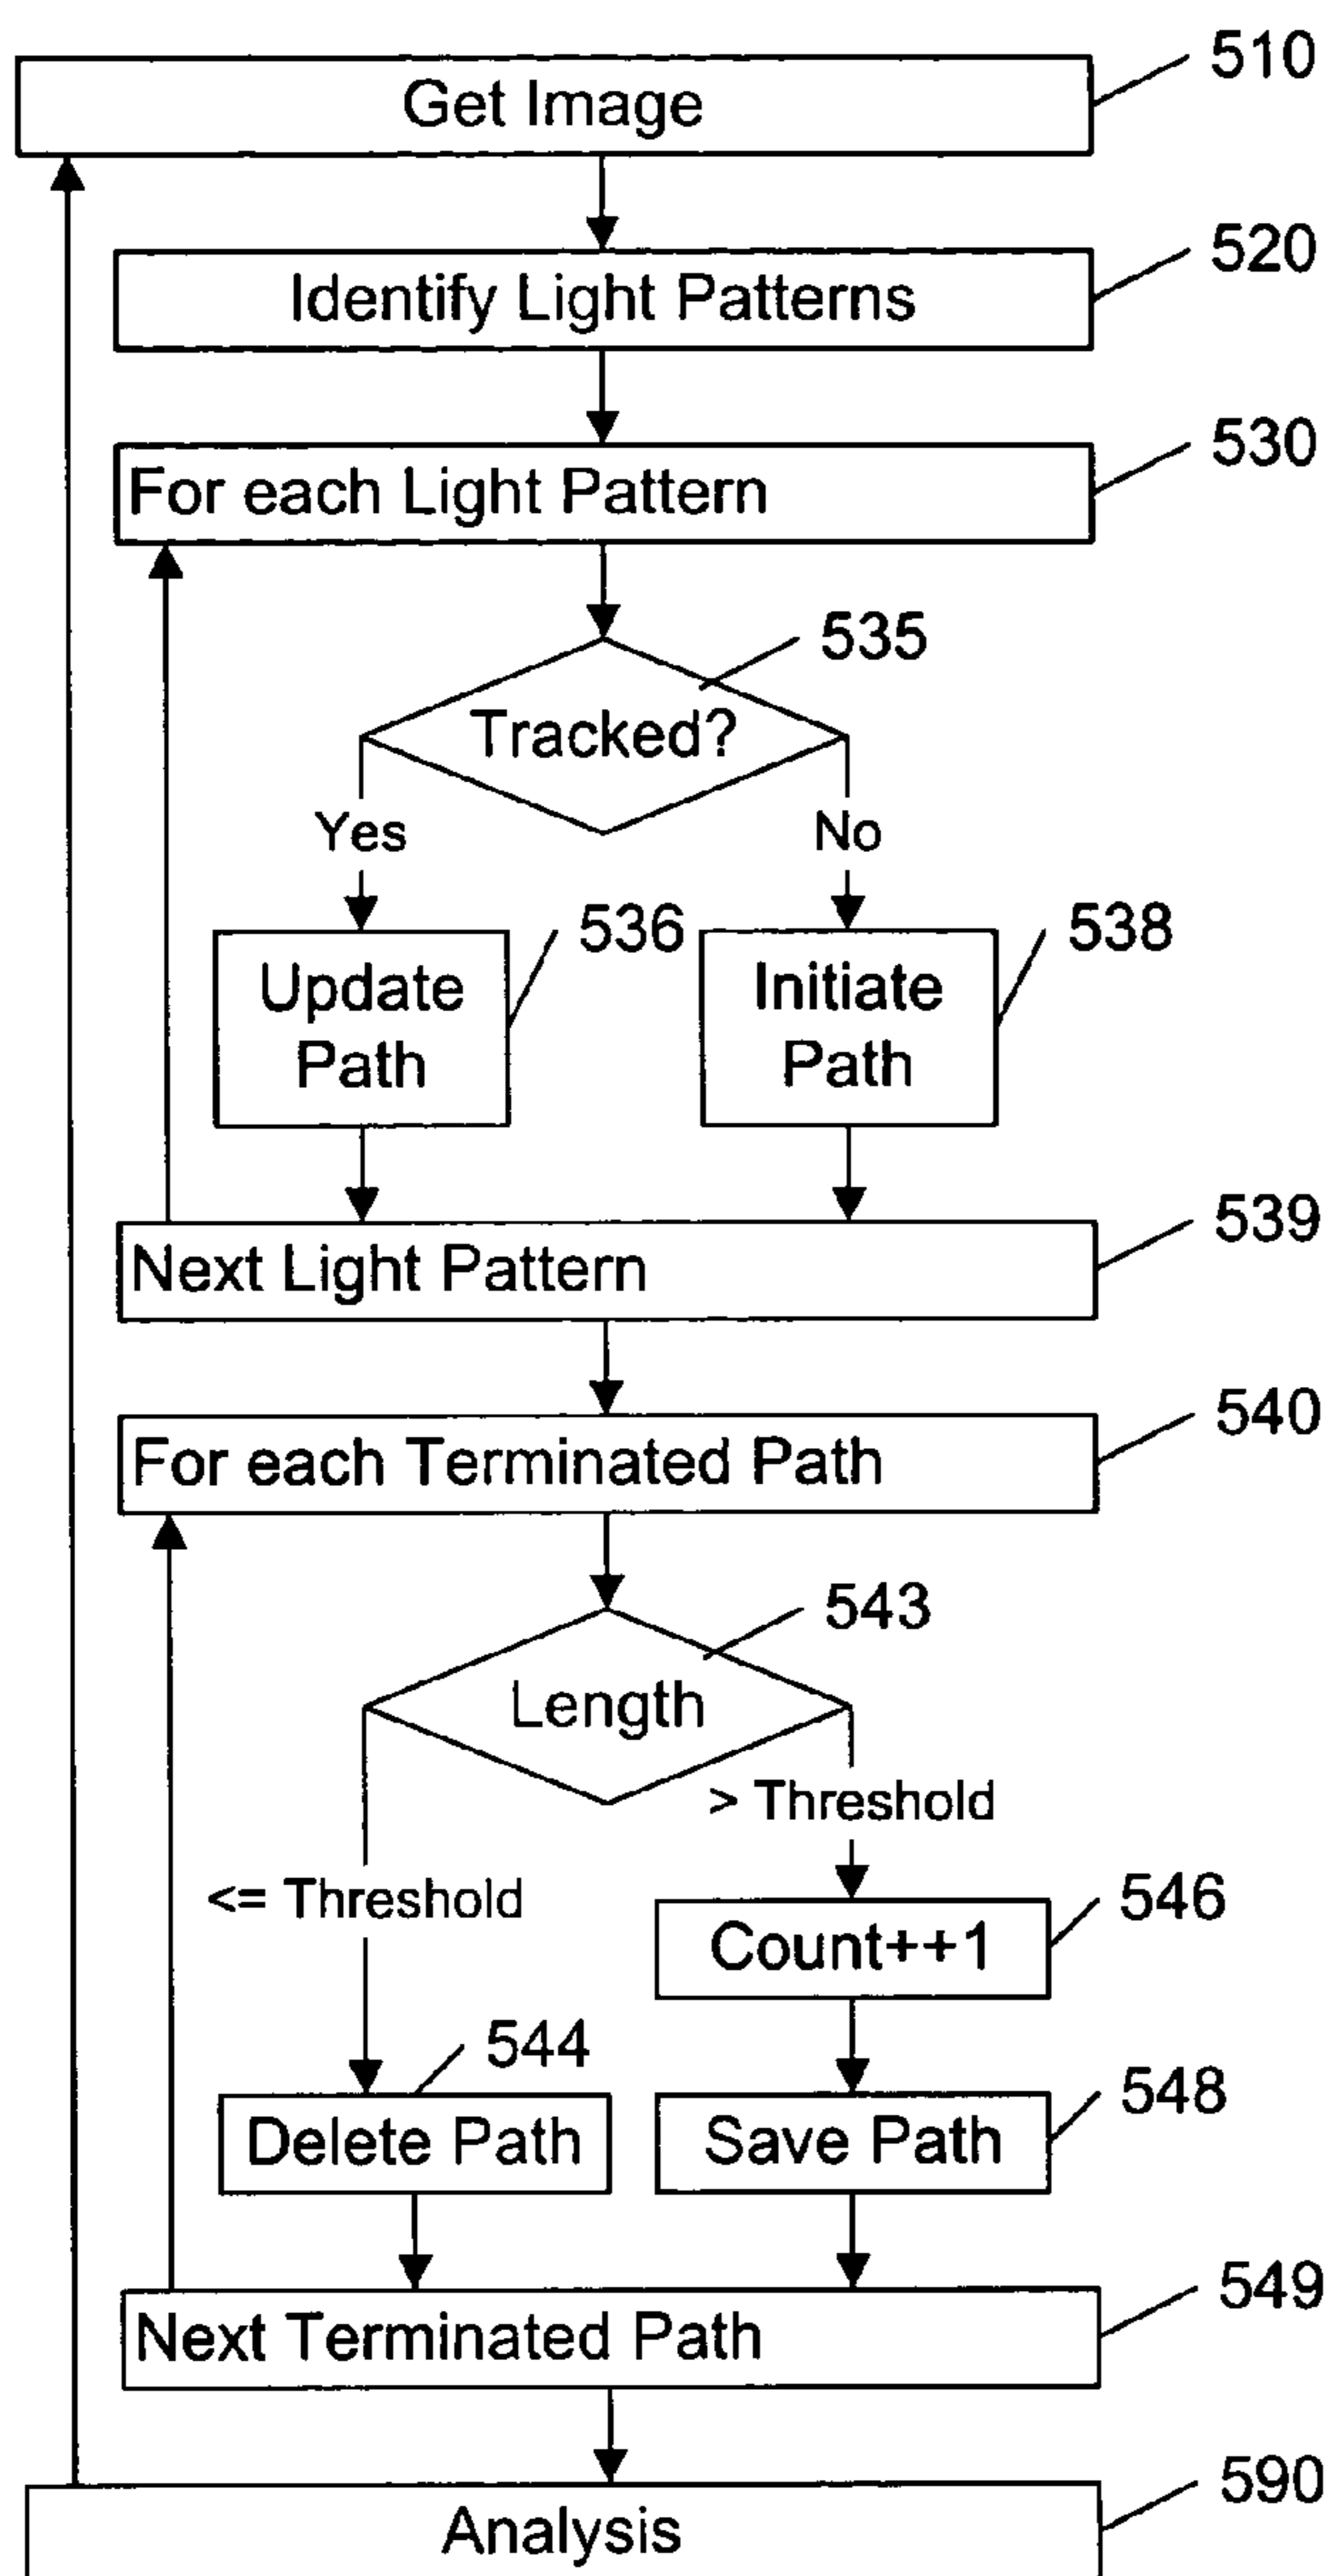 510
Get Image
520
Identify Light Patterns
530
For each Light Pattern
535
Tracked?
Yes
No
536
538
Update
Path
Initiate
Path
539
Next Light Pattern
540
For each Terminated Path
543
Length
> Threshold
<= Threshold
546
Count++1
544
548
Delete Path
Save Path
549
Next Terminated Path
590
Analysis